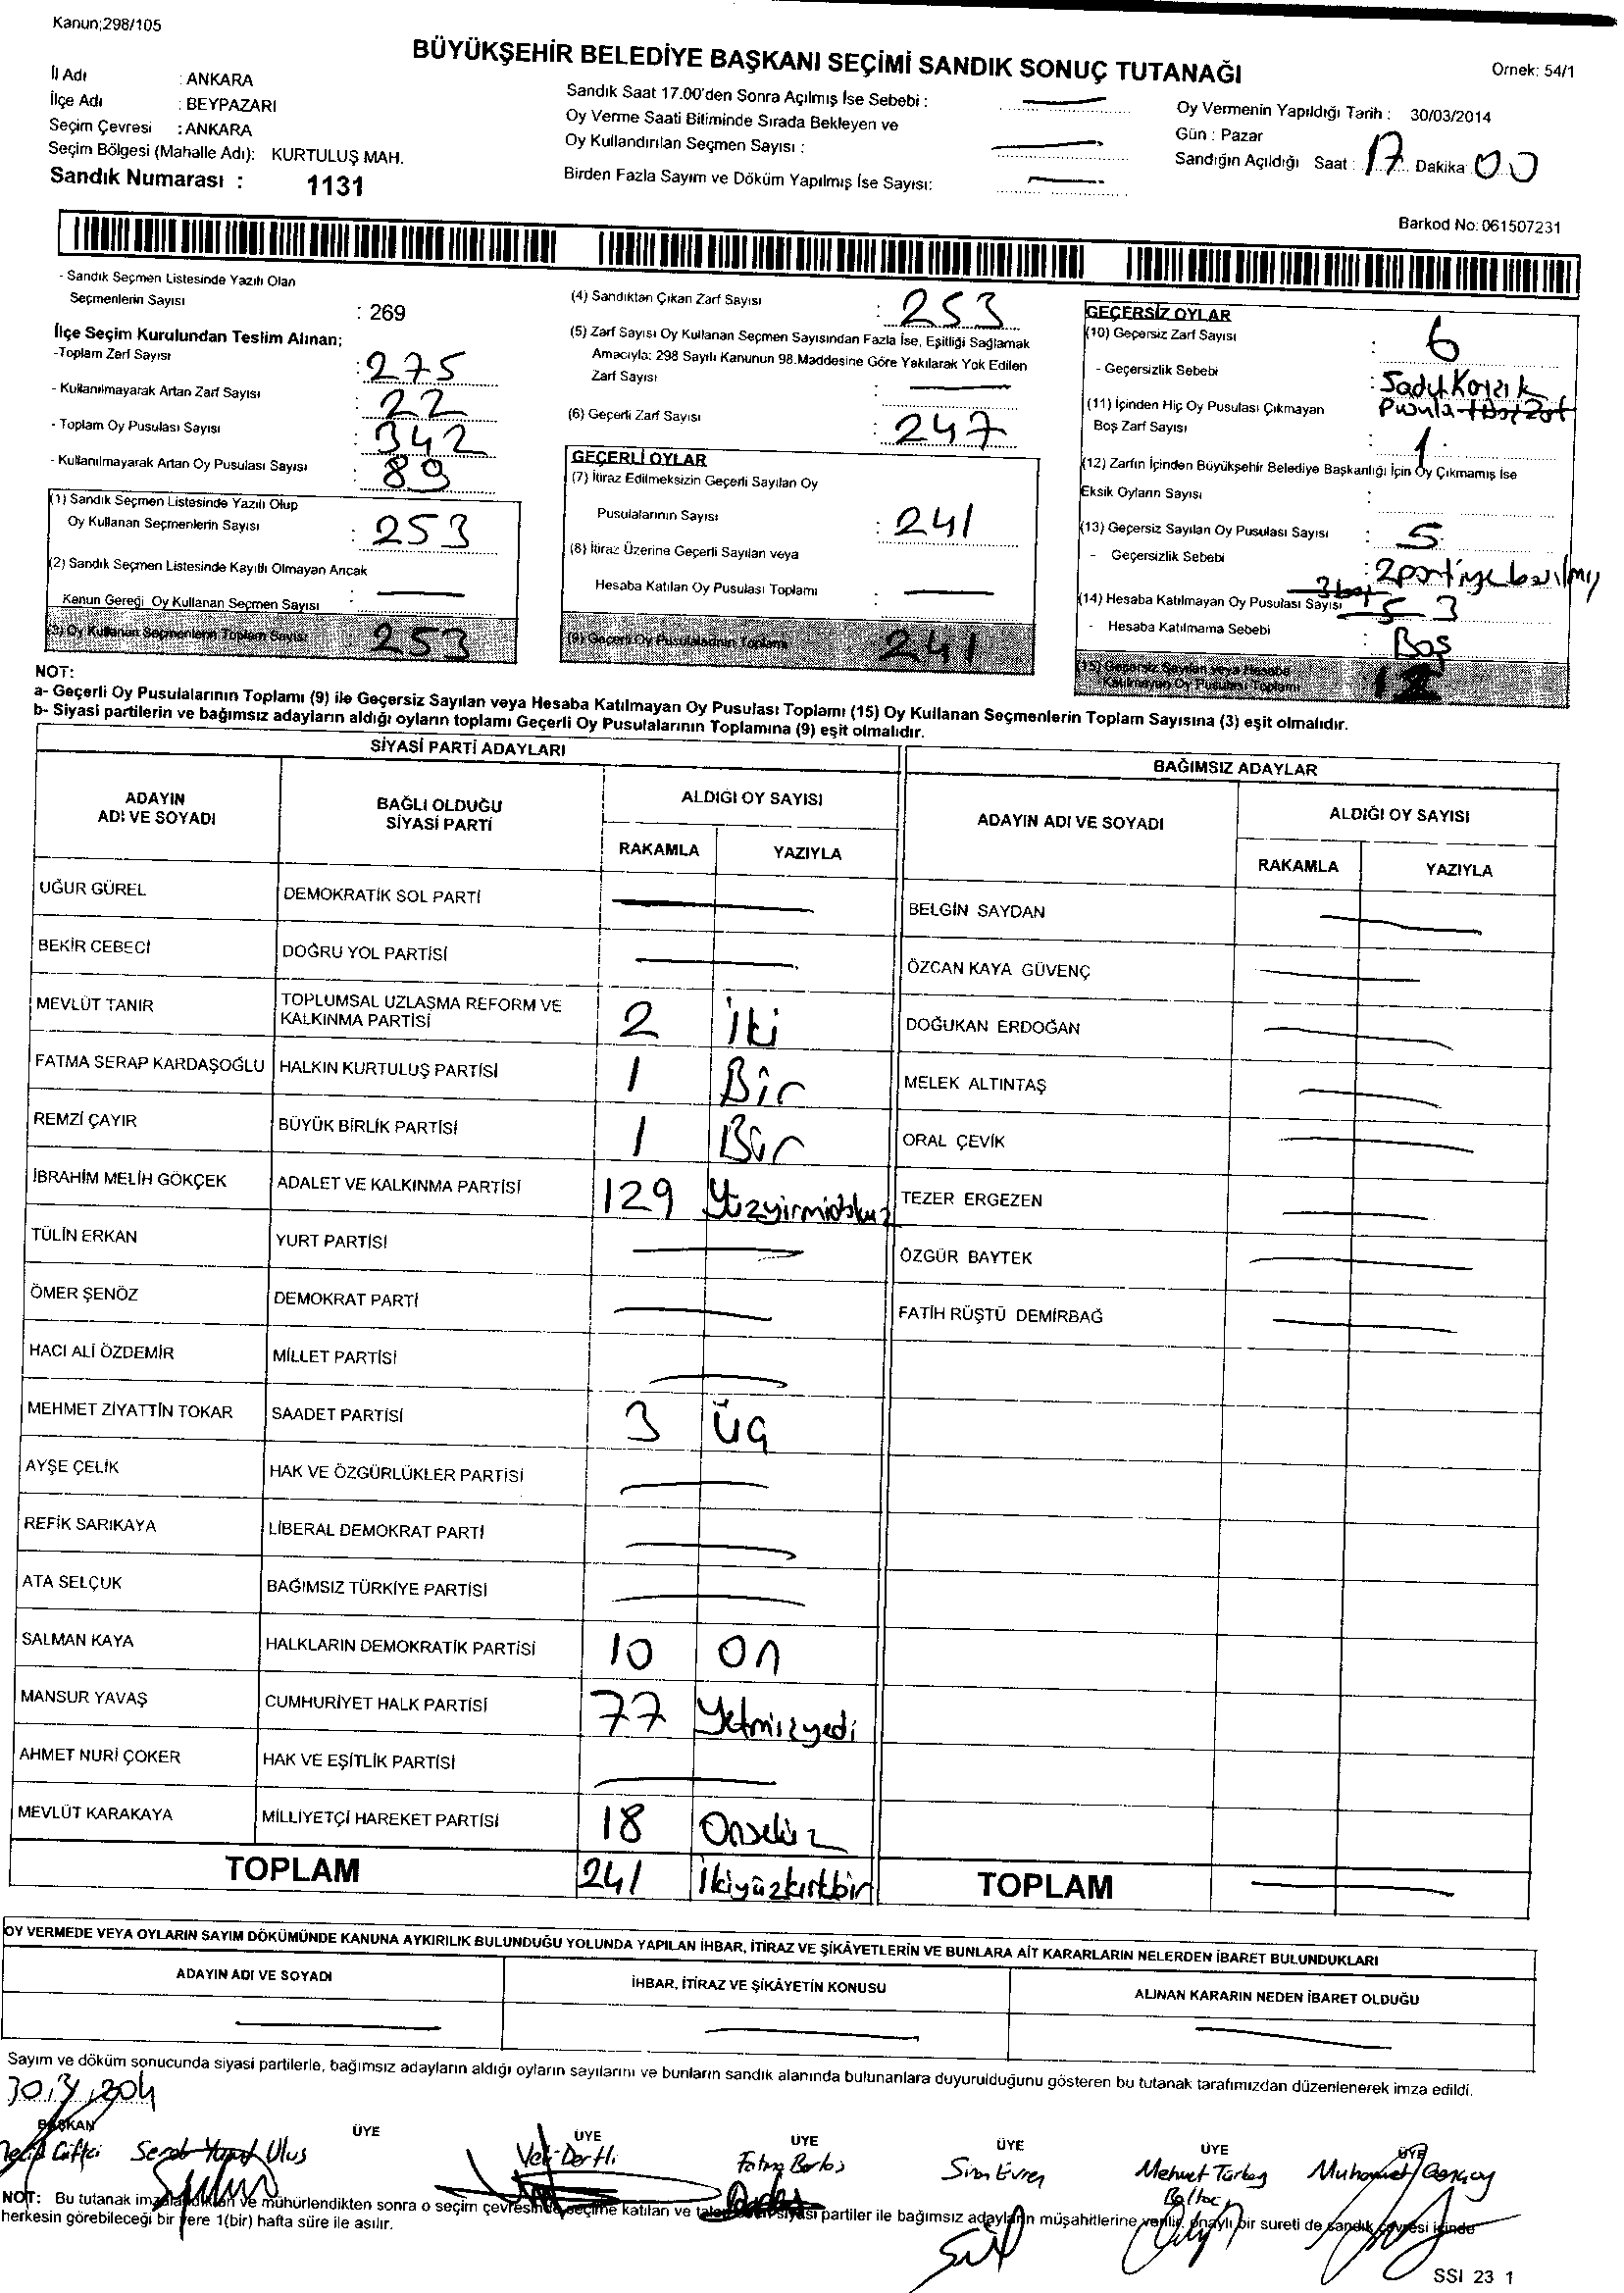 Kanun;298/105
BÜYÜKŞEHİR BELEDİYE BAŞKANI SEÇİMİ SANDIK SONUÇ TUTANAĞI
Örnek: 54/1
İl Adı : ANKARA
İlçe Adı : BEYPAZARI
Seçim Çevresi : ANKARA
Seçim Bölgesi (Mahalle Adı): KURTULUŞ MAH.
Sandık Numarası : 1131
Sandık Saat 17.00'den Sonra Açılmış İse Sebebi :
Oy Verme Saati Bitiminde Sırada Bekleyen ve
Oy Kullandırılan Seçmen Sayısı :
Birden Fazla Sayım ve Döküm Yapılmış İse Sayısı:
Oy Vermenin Yapıldığı Tarih : 30/03/2014
Gün : Pazar
Sandığın Açıldığı Saat : 17 Dakika 00
Barkod No: 061507231
- Sandık Seçmen Listesinde Yazılı Olan
Seçmenlerin Sayısı : 269
İlçe Seçim Kurulundan Teslim Alınan;
-Toplam Zarf Sayısı : 275
- Kullanılmayarak Artan Zarf Sayısı : 22
- Toplam Oy Pusulası Sayısı : 342
- Kullanılmayarak Artan Oy Pusulası Sayısı : 89
(1) Sandık Seçmen Listesinde Yazılı Olup
Oy Kullanan Seçmenlerin Sayısı : 253
(2) Sandık Seçmen Listesinde Kayıtlı Olmayan Ancak
Kanun Gereği Oy Kullanan Seçmen Sayısı :
(3) Oy Kullanan Seçmenlerin Toplam Sayısı 253
(4) Sandıktan Çıkan Zarf Sayısı : 253
(5) Zarf Sayısı Oy Kullanan Seçmen Sayısından Fazla İse, Eşitliği Sağlamak
Amacıyla; 298 Sayılı Kanunun 98.Maddesine Göre Yakılarak Yok Edilen
Zarf Sayısı :
(6) Geçerli Zarf Sayısı : 247
GEÇERLİ OYLAR
(7) İtiraz Edilmeksizin Geçerli Sayılan Oy
Pusulalarının Sayısı : 241
(8) İtiraz Üzerine Geçerli Sayılan veya
Hesaba Katılan Oy Pusulası Toplamı :
(9) Geçerli Oy Pusulalarının Toplamı 241
GEÇERSİZ OYLAR
(10) Geçersiz Zarf Sayısı : 6
- Geçersizlik Sebebi :
(11) İçinden Hiç Oy Pusulası Çıkmayan
Boş Zarf Sayısı : 1
(12) Zarfın İçinden Büyükşehir Belediye Başkanlığı İçin Oy Çıkmamış İse
Eksik Oyların Sayısı :
(13) Geçersiz Sayılan Oy Pusulası Sayısı : 5
- Geçersizlik Sebebi : 2 partiye basılmış
3 boş
(14) Hesaba Katılmayan Oy Pusulası Sayısı 5 3
- Hesaba Katılmama Sebebi : Boş
(15) Geçersiz Sayılan veya Hesaba
Katılmayan Oy Pusulası Toplamı 12
NOT:
a- Geçerli Oy Pusulalarının Toplamı (9) ile Geçersiz Sayılan veya Hesaba Katılmayan Oy Pusulası Toplamı (15) Oy Kullanan Seçmenlerin Toplam Sayısına (3) eşit olmalıdır.
b- Siyasi partilerin ve bağımsız adayların aldığı oyların toplamı Geçerli Oy Pusulalarının Toplamına (9) eşit olmalıdır.
SİYASİ PARTİ ADAYLARI
BAĞIMSIZ ADAYLAR
ADAYIN ADI VE SOYADI
BAĞLI OLDUĞU SİYASİ PARTİ
ALDIĞI OY SAYISI
RAKAMLA YAZIYLA
ADAYIN ADI VE SOYADI
ALDIĞI OY SAYISI
RAKAMLA YAZIYLA
UĞUR GÜREL DEMOKRATİK SOL PARTİ BELGİN SAYDAN
BEKİR CEBECİ DOĞRU YOL PARTİSİ ÖZCAN KAYA GÜVENÇ
MEVLÜT TANIR TOPLUMSAL UZLAŞMA REFORM VE KALKINMA PARTİSİ 2 İki DOĞUKAN ERDOĞAN
FATMA SERAP KARDAŞOĞLU HALKIN KURTULUŞ PARTİSİ 1 Bir MELEK ALTINTAŞ
REMZİ ÇAYIR BÜYÜK BİRLİK PARTİSİ 1 Bir ORAL ÇEVİK
İBRAHİM MELİH GÖKÇEK ADALET VE KALKINMA PARTİSİ 129 Yüzyirmidokuz TEZER ERGEZEN
TÜLİN ERKAN YURT PARTİSİ ÖZGÜR BAYTEK
ÖMER ŞENÖZ DEMOKRAT PARTİ FATİH RÜŞTÜ DEMİRBAĞ
HACI ALİ ÖZDEMİR MİLLET PARTİSİ
MEHMET ZİYATTİN TOKAR SAADET PARTİSİ 3 Üç
AYŞE ÇELİK HAK VE ÖZGÜRLÜKLER PARTİSİ
REFİK SARIKAYA LİBERAL DEMOKRAT PARTİ
ATA SELÇUK BAĞIMSIZ TÜRKİYE PARTİSİ
SALMAN KAYA HALKLARIN DEMOKRATİK PARTİSİ 10 On
MANSUR YAVAŞ CUMHURİYET HALK PARTİSİ 77 Yetmişyedi
AHMET NURİ ÇOKER HAK VE EŞİTLİK PARTİSİ
MEVLÜT KARAKAYA MİLLİYETÇİ HAREKET PARTİSİ 18 Onsekiz
TOPLAM 241 İkiyüzkırkbir TOPLAM
OY VERMEDE VEYA OYLARIN SAYIM DÖKÜMÜNDE KANUNA AYKIRILIK BULUNDUĞU YOLUNDA YAPILAN İHBAR, İTİRAZ VE ŞİKÂYETLERİN VE BUNLARA AİT KARARLARIN NELERDEN İBARET BULUNDUKLARI
ADAYIN ADI VE SOYADI İHBAR, İTİRAZ VE ŞİKÂYETİN KONUSU ALINAN KARARIN NEDEN İBARET OLDUĞU
Sayım ve döküm sonucunda siyasi partilerle, bağımsız adayların aldığı oyların sayılarını ve bunların sandık alanında bulunanlara duyurulduğunu gösteren bu tutanak tarafımızdan düzenlenerek imza edildi.
BAŞKAN ÜYE ÜYE ÜYE ÜYE ÜYE ÜYE
Veli Dertli Sinan Evren Mehmet Türkay
NOT: Bu tutanak imzalandıktan ve mühürlendikten sonra o seçim çevresinde seçime katılan ve talep eden siyasi partiler ile bağımsız adayların müşahitlerine verilir, onaylı bir sureti de sandık çevresi içinde
herkesin görebileceği bir yere 1(bir) hafta süre ile asılır.
SSI 23 1